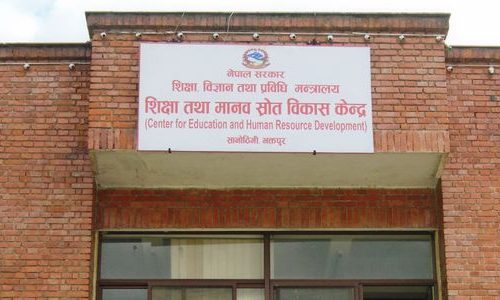 नेपाल सरकार
शिक्षा, विज्ञान तथा प्रविधि मन्त्रालय
शिक्षा तथा मानव स्रोत विकास केन्द्र
(Center for Education and Human Resource Development)
सानोठिमी, भक्तपुर